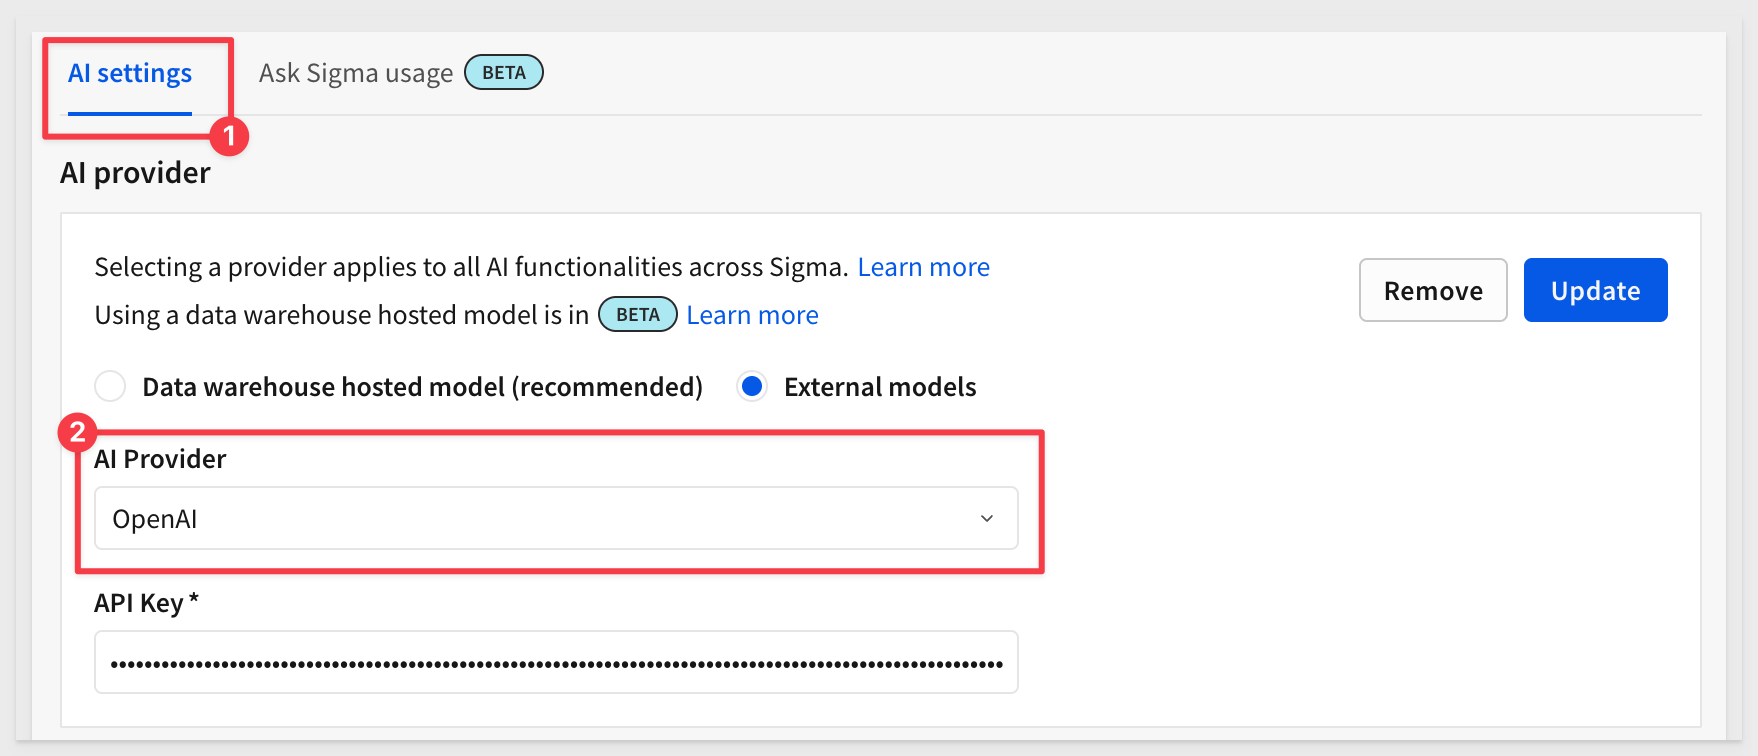 AI settings
Ask Sigma usage BETA
1
AI provider
Selecting a provider applies to all AI functionalities across Sigma. Learn more
Using a data warehouse hosted model is in BETA Learn more
Remove
Update
Data warehouse hosted model (recommended)
External models
2
AI Provider
OpenAI
API Key *